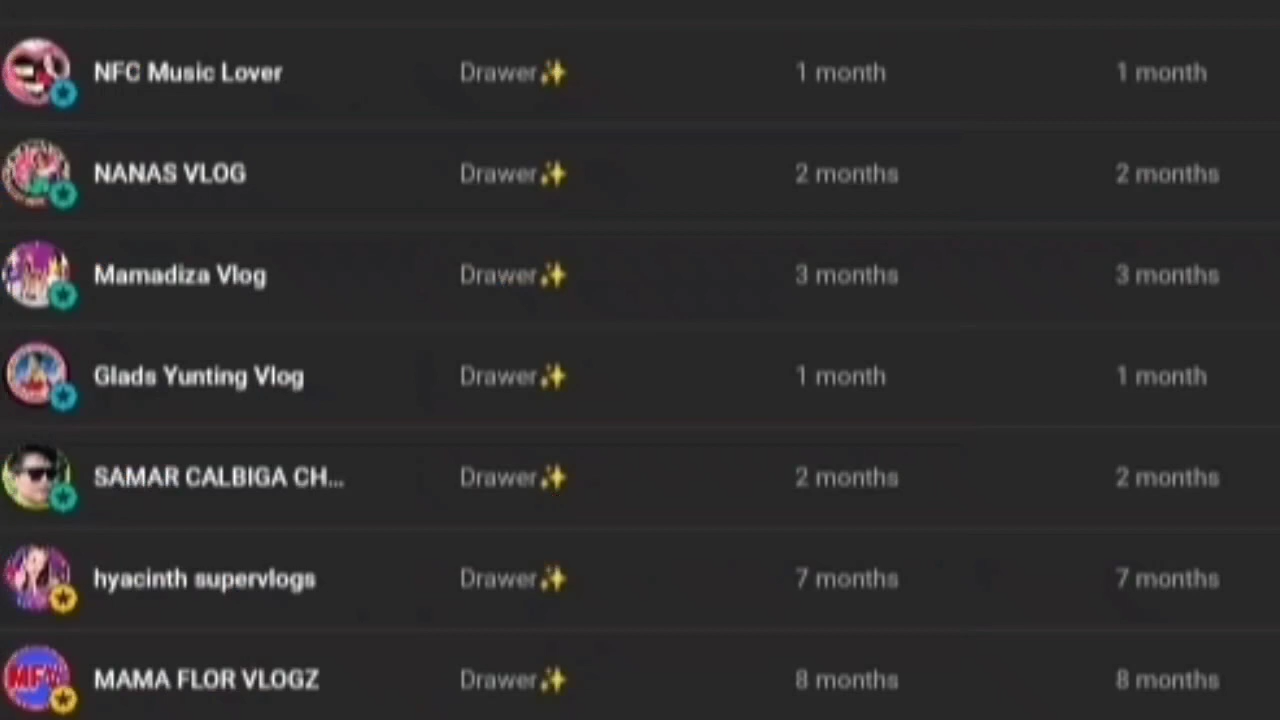 NFC Music Lover Drawer✨ 1 month 1 month
NANAS VLOG Drawer✨ 2 months 2 months
Mamadiza Vlog Drawer✨ 3 months 3 months
Glads Yunting Vlog Drawer✨ 1 month 1 month
SAMAR CALBIGA CH... Drawer✨ 2 months 2 months
hyacinth supervlogs Drawer✨ 7 months 7 months
MAMA FLOR VLOGZ Drawer✨ 8 months 8 months